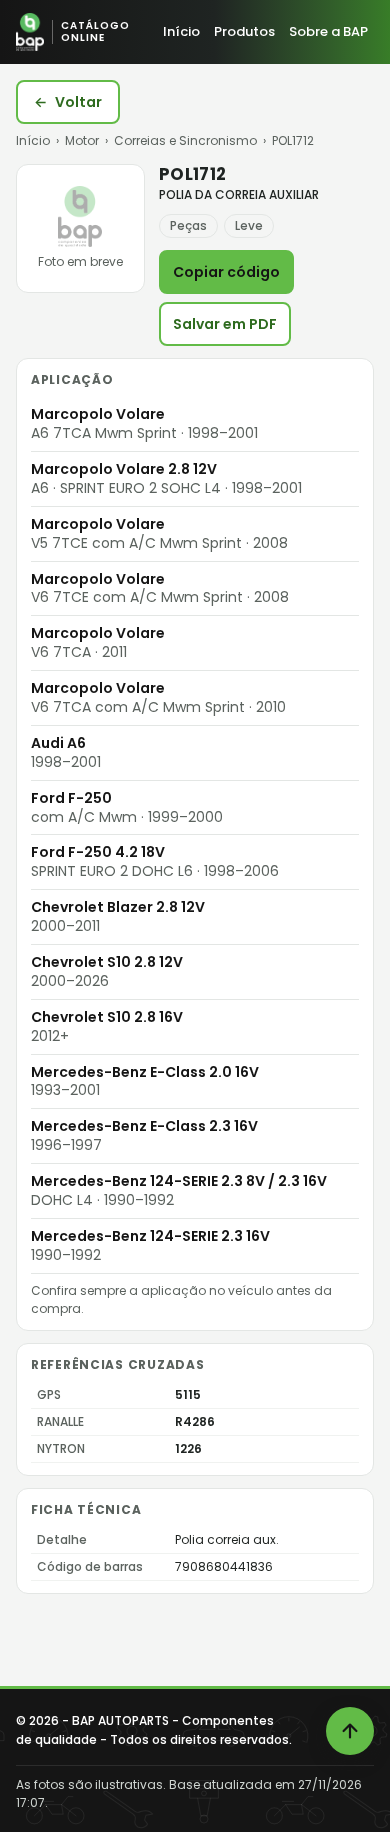 bap
CATÁLOGO
ONLINE
Início Produtos Sobre a BAP
← Voltar
Início › Motor › Correias e Sincronismo › POL1712
bap
Foto em breve
POL1712
POLIA DA CORREIA AUXILIAR
Peças Leve
Copiar código
Salvar em PDF
APLICAÇÃO
Marcopolo Volare
A6 7TCA Mwm Sprint · 1998–2001
Marcopolo Volare 2.8 12V
A6 · SPRINT EURO 2 SOHC L4 · 1998–2001
Marcopolo Volare
V5 7TCE com A/C Mwm Sprint · 2008
Marcopolo Volare
V6 7TCE com A/C Mwm Sprint · 2008
Marcopolo Volare
V6 7TCA · 2011
Marcopolo Volare
V6 7TCA com A/C Mwm Sprint · 2010
Audi A6
1998–2001
Ford F-250
com A/C Mwm · 1999–2000
Ford F-250 4.2 18V
SPRINT EURO 2 DOHC L6 · 1998–2006
Chevrolet Blazer 2.8 12V
2000–2011
Chevrolet S10 2.8 12V
2000–2026
Chevrolet S10 2.8 16V
2012+
Mercedes-Benz E-Class 2.0 16V
1993–2001
Mercedes-Benz E-Class 2.3 16V
1996–1997
Mercedes-Benz 124-SERIE 2.3 8V / 2.3 16V
DOHC L4 · 1990–1992
Mercedes-Benz 124-SERIE 2.3 16V
1990–1992
Confira sempre a aplicação no veículo antes da
compra.
REFERÊNCIAS CRUZADAS
GPS 5115
RANALLE R4286
NYTRON 1226
FICHA TÉCNICA
Detalhe Polia correia aux.
Código de barras 7908680441836
© 2026 - BAP AUTOPARTS - Componentes
de qualidade - Todos os direitos reservados.
As fotos são ilustrativas. Base atualizada em 27/11/2026
17:07.